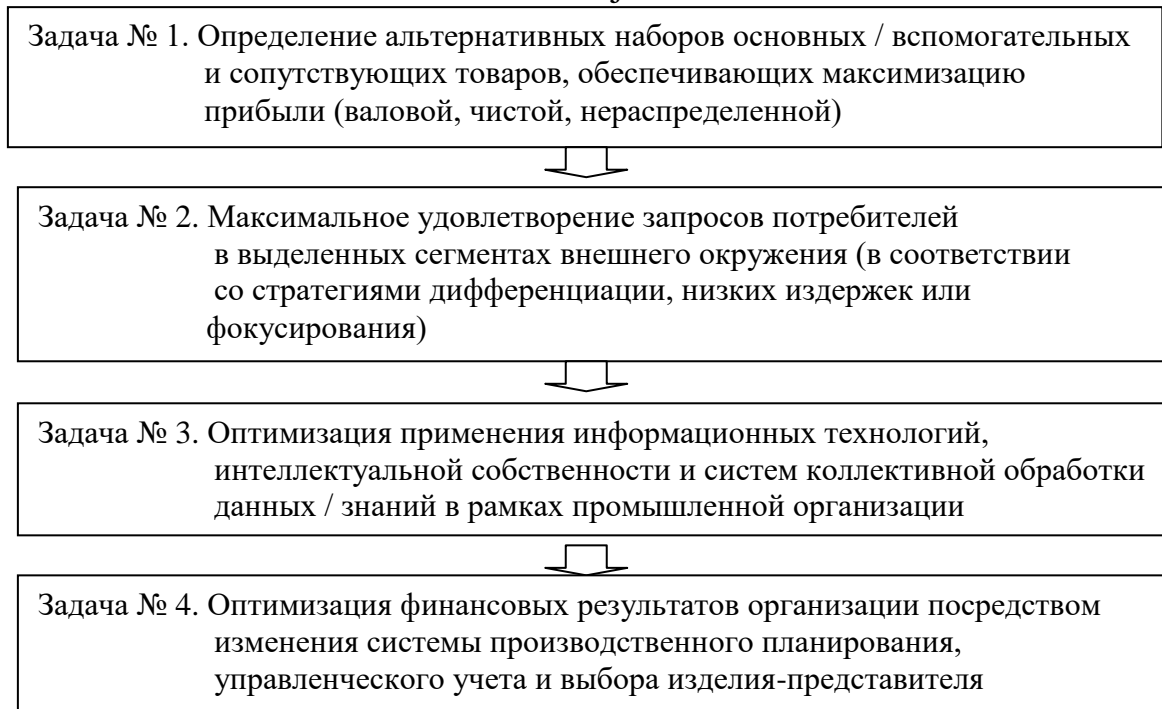 Задача № 1. Определение альтернативных наборов основных / вспомогательных
и сопутствующих товаров, обеспечивающих максимизацию
прибыли (валовой, чистой, нераспределенной)
Задача № 2. Максимальное удовлетворение запросов потребителей
в выделенных сегментах внешнего окружения (в соответствии
со стратегиями дифференциации, низких издержек или
фокусирования)
Задача № 3. Оптимизация применения информационных технологий,
интеллектуальной собственности и систем коллективной обработки
данных / знаний в рамках промышленной организации
Задача № 4. Оптимизация финансовых результатов организации посредством
изменения системы производственного планирования,
управленческого учета и выбора изделия-представителя